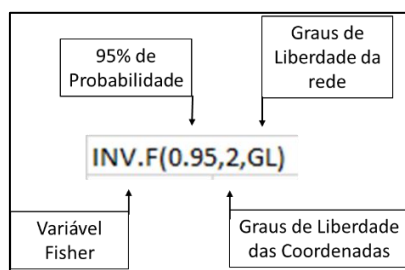 95% de
Probabilidade
Graus de
Liberdade da
rede
INV.F(0.95,2,GL)
Variável
Fisher
Graus de Liberdade
das Coordenadas